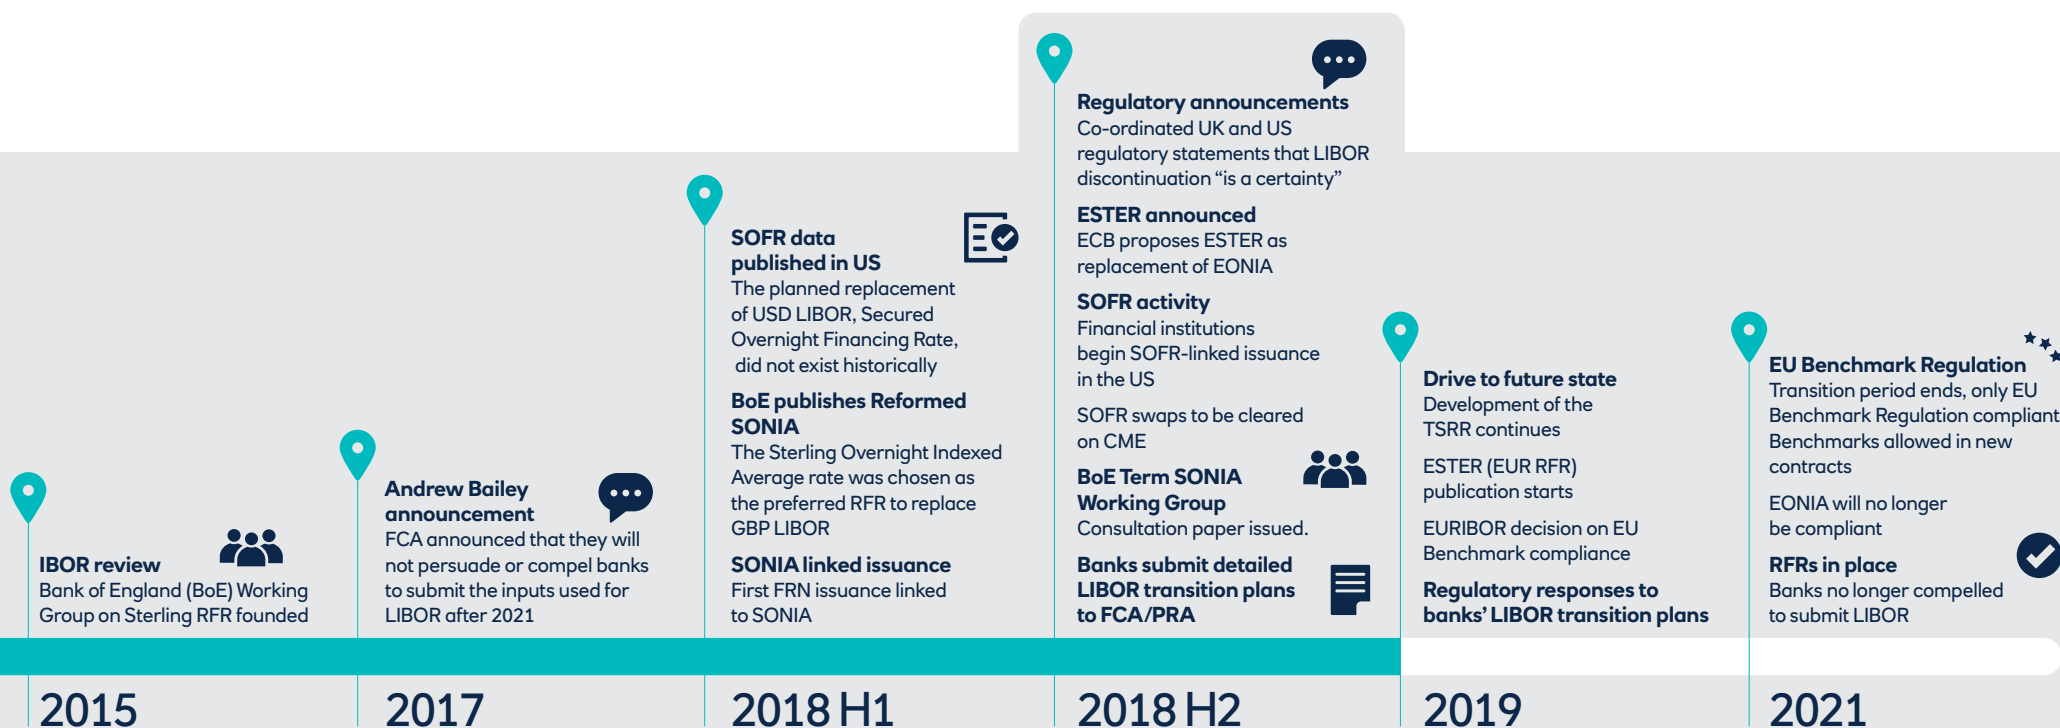 IBOR review
Bank of England (BoE) Working
Group on Sterling RFR founded
2015
Andrew Bailey
announcement
FCA announced that they will
not persuade or compel banks
to submit the inputs used for
LIBOR after 2021
2017
SOFR data
published in US
The planned replacement
of USD LIBOR, Secured
Overnight Financing Rate,
did not exist historically
BoE publishes Reformed
SONIA
The Sterling Overnight Indexed
Average rate was chosen as
the preferred RFR to replace
GBP LIBOR
SONIA linked issuance
First FRN issuance linked
to SONIA
2018 H1
Regulatory announcements
Co-ordinated UK and US
regulatory statements that LIBOR
discontinuation “is a certainty”
ESTER announced
ECB proposes ESTER as
replacement of EONIA
SOFR activity
Financial institutions
begin SOFR-linked issuance
in the US
SOFR swaps to be cleared
on CME
BoE Term SONIA
Working Group
Consultation paper issued.
Banks submit detailed
LIBOR transition plans
to FCA/PRA
2018 H2
Drive to future state
Development of the
TSRR continues
ESTER (EUR RFR)
publication starts
EURIBOR decision on EU
Benchmark compliance
Regulatory responses to
banks’ LIBOR transition plans
2019
EU Benchmark Regulation
Transition period ends, only EU
Benchmark Regulation compliant
Benchmarks allowed in new
contracts
EONIA will no longer
be compliant
RFRs in place
Banks no longer compelled
to submit LIBOR
2021